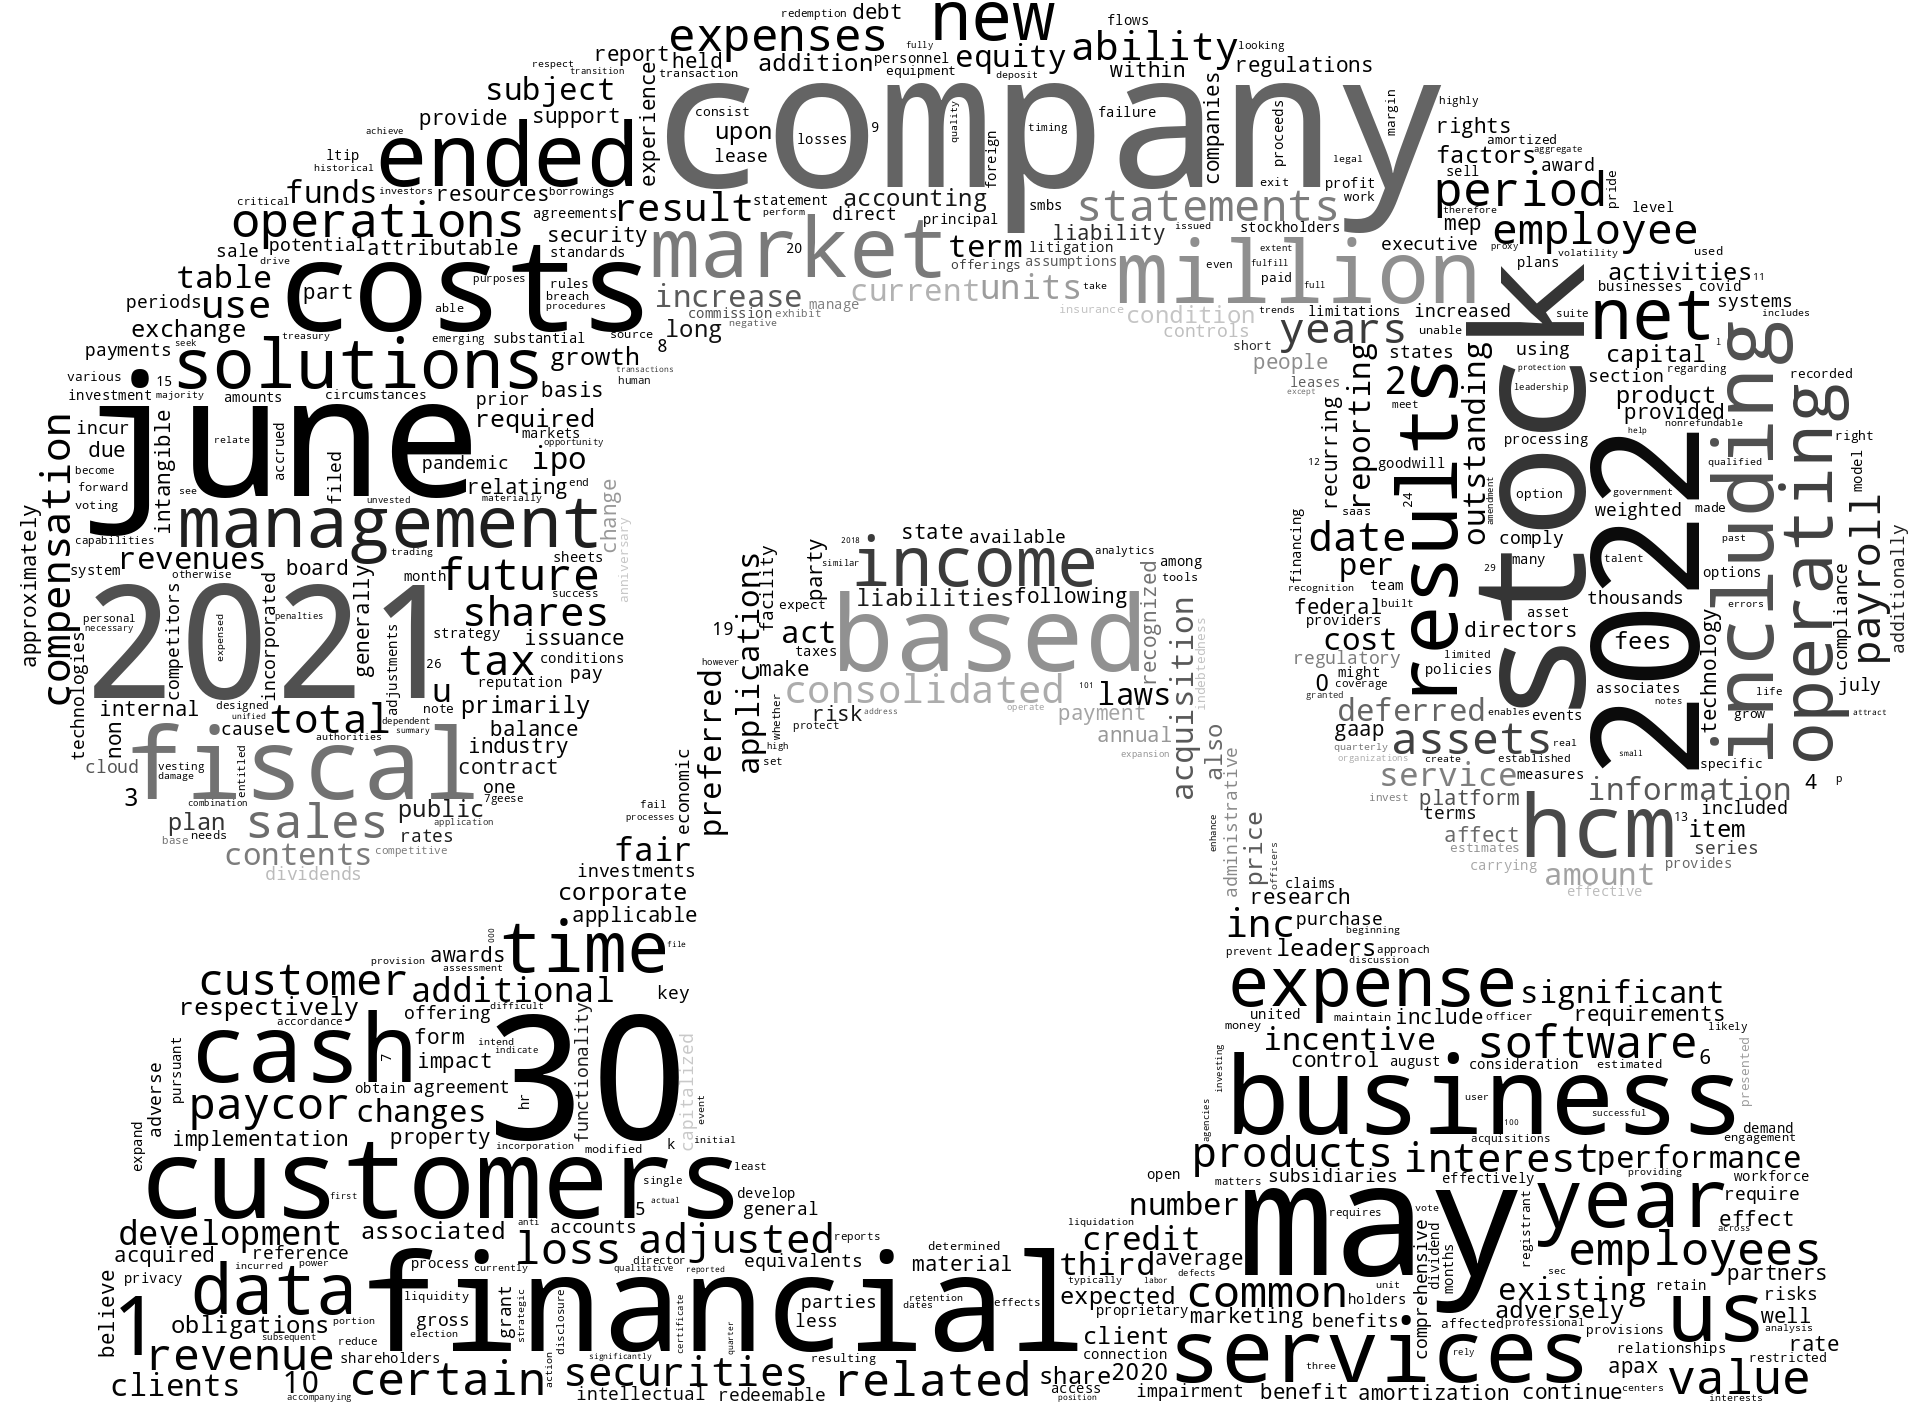 redemption debt new flows
expenses fully ability looking
report held addition personnel equity within regulations
respect transition transaction equipment deposit
subject experience company companies margin highly
provide support consist quality timing failure proceeds rights
achieve ended upon losses 9 foreign legal factors amortized aggregate
ltip historical lease exit profit work sell award
funds investors resources borrowings statement accounting principal smbs statements period pride
critical operations agreements result perform direct stockholders therefore level
sale potential attributable security market 20 term litigation liability issued million executive mep employee proxy used
drive standards offerings assumptions extent even fulfill paid full plans volatility
table costs purposes rules breach procedures increase manage current units take stock activities 11
periods use part able commission exhibit insurance condition trends limitations increased businesses covid
exchange treasury emerging substantial source long negative controls years unable suite net systems includes
payments seek solutions growth 8 short people states using capital 1
various 15 majority amounts circumstances basis transactions human leases except 2 protection section regarding recorded
investment june prior required reporting results meet leadership product including operating
compensation incur intangible relate accrued markets opportunity recurring outstanding processing provided nonrefundable
due filed pandemic ipo 12 goodwill help qualified right
become see relating end saas 24 option government model
forward voting unvested materially change financing amendment 2022 weighted made payroll
capabilities management anniversary state available date comply past additionally
approximately revenues trading sheets party 2018 income analytics among per many talent
system otherwise board month future success applications facility similar tools recognition team 29 options compliance
personal necessary 2021 penalties generally shares expect liabilities following recognized federal built asset thousands errors
competitors expensed incorporated adjustments strategy issuance 19 act based acquisition providers cost directors fees technology
technologies 26 tax conditions however taxes make indebtedness regulatory limited policies
internal designed u reputation pay preferred consolidated 101 laws might 0 coverage associates life july
non unified total note primarily whether risk address operate payment granted deferred enables events notes grow attract
cause authorities dependent summary balance protect annual also gaap assets real small
cloud fiscal industry high set expansion quarterly organizations create established specific
vesting damage entitled contract economic administrative service measures information 4 p
3 combination one 7geese fail invest platform hcm included
plan sales public application processes enhance price terms 13 item
base needs rates fair officers affect series
contents competitive investments estimates carrying provides
dividends corporate claims amount effective
applicable research
000 time file inc purchase beginning
provision awards assessment prevent leaders approach discussion
customer additional key expense significant
respectively offering difficult united maintain include officer requirements
accordance form functionality money incentive software likely
cash 7 30 intend indicate capitalized control august consideration estimated 6 presented
pursuant impact investing
adverse obtain agreement hr business user
paycor changes event agencies successful
expand implementation property incorporation modified k initial 100 acquisitions demand engagement
customers least products interest performance
first single open matters subsidiaries effectively providing workforce
5 actual develop general number may requires vote year require
development associated anti accounts liquidation registrant effect across
acquired reference loss adjusted reports determined credit employees
incurred power process currently director qualitative reported equivalents material third average comprehensive dividend months sec partners
believe privacy data financial typically labor defects unit existing retain
1 liquidity grant strategic disclosure certificate parties retention dates effects expected proprietary common holders adversely us risks
obligations portion gross less marketing benefits affected professional provisions well
subsequent reduce election quarter client services analysis
revenue shareholders significantly resulting connection three rely relationships rate
clients 10 certain action securities related share 2020 apax restricted
accompanying intellectual redeemable access position impairment benefit amortization continue centers value interests